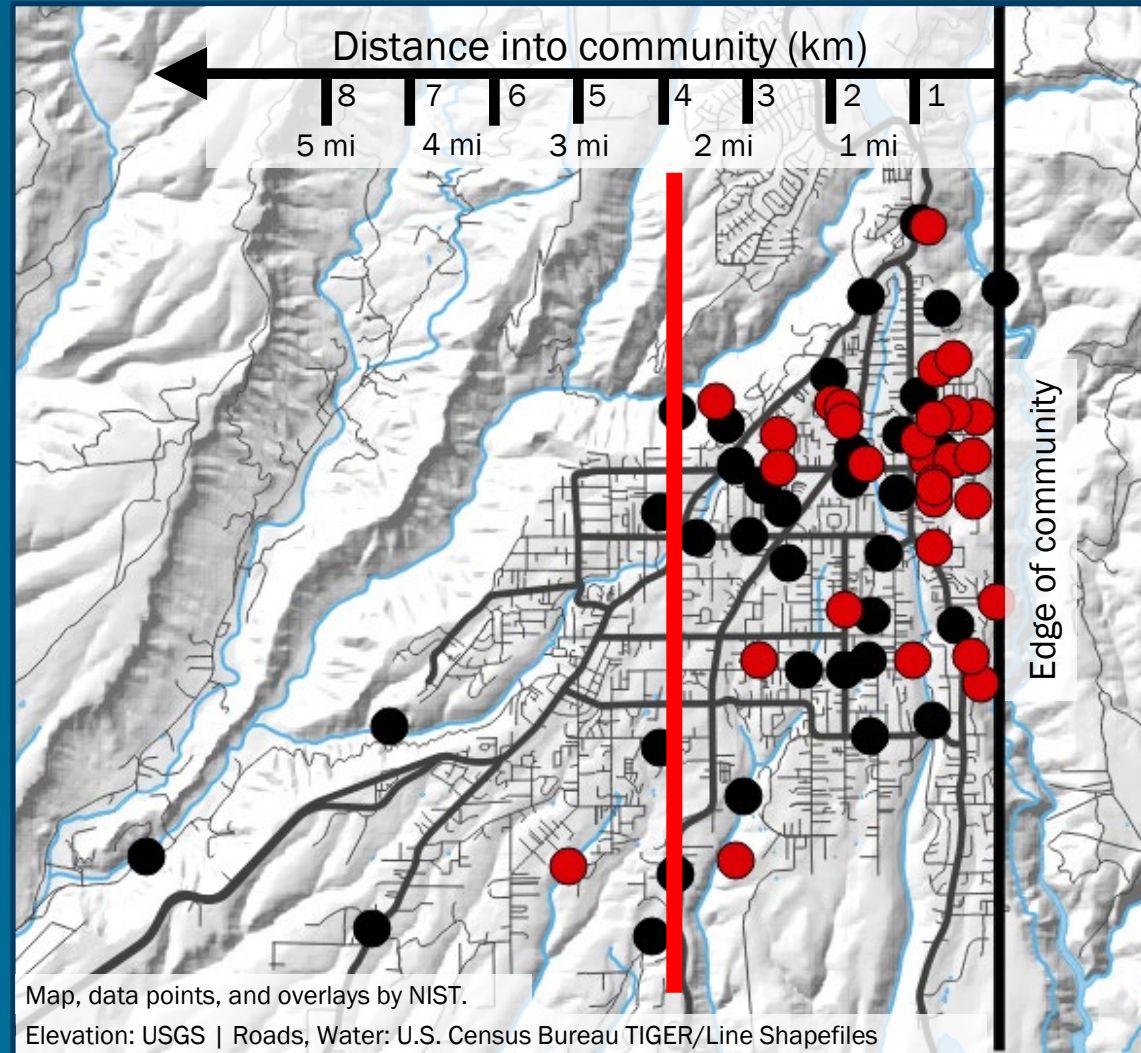 Distance into community (km)
8 7 6 5 4 3 2 1
5 mi 4 mi 3 mi 2 mi 1 mi
Edge of community
Map, data points, and overlays by NIST.
Elevation: USGS | Roads, Water: U.S. Census Bureau TIGER/Line Shapefiles